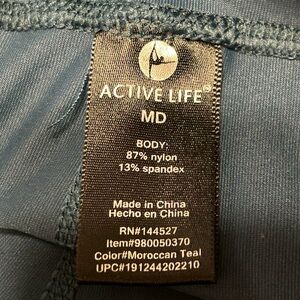 ACTIVE LIFE®
MD
BODY:
87% nylon
13% spandex
Made in China
Hecho en China
RN#144527
Item#980050370
Color#Moroccan Teal
UPC#191244202210